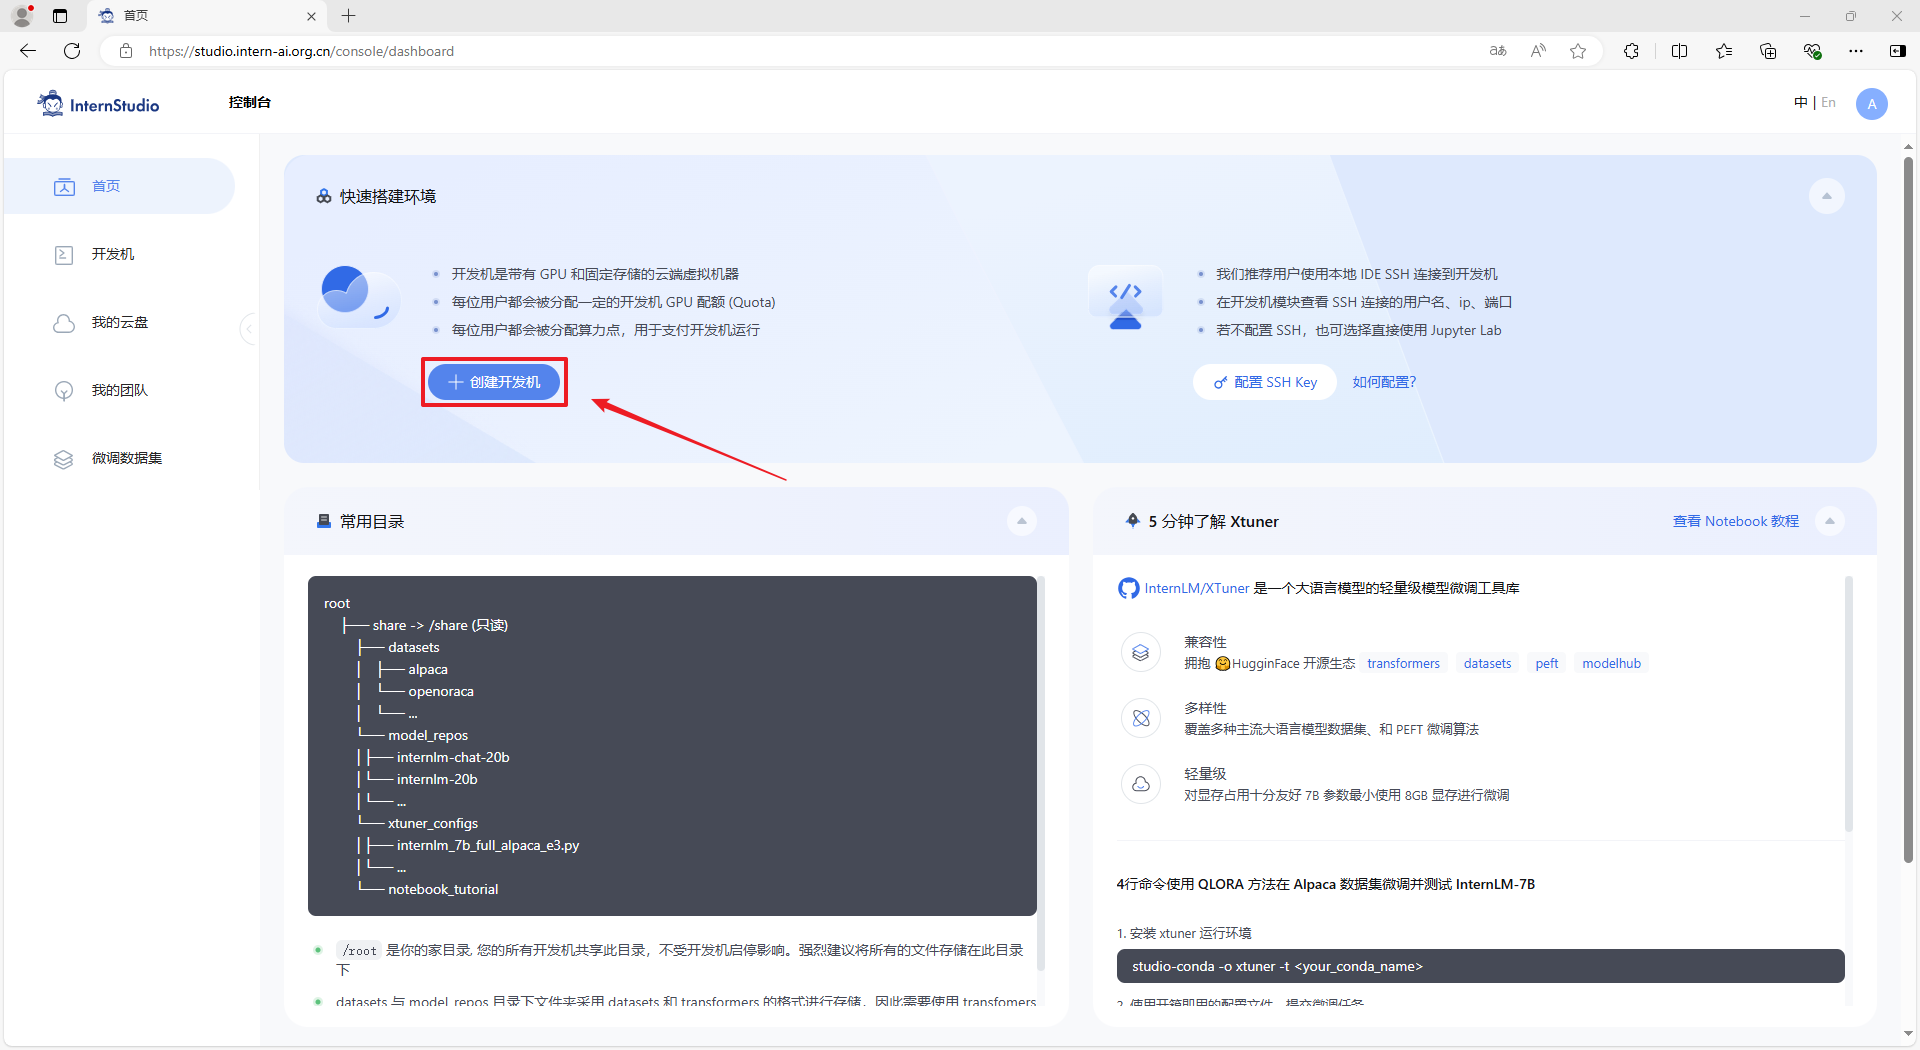 首页
https://studio.intern-ai.org.cn/console/dashboard
InternStudio
控制台
中 | En
A
首页
开发机
我的云盘
我的团队
微调数据集
快速搭建环境
开发机是带有 GPU 和固定存储的云端虚拟机器
每位用户都会被分配一定的开发机 GPU 配额 (Quota)
每位用户都会被分配算力点，用于支付开发机运行
创建开发机
我们推荐用户使用本地 IDE SSH 连接到开发机
在开发机模块查看 SSH 连接的用户名、ip、端口
若不配置 SSH，也可选择直接使用 Jupyter Lab
配置 SSH Key
如何配置?
常用目录
root
├── share -> /share (只读)
├── datasets
│ ├── alpaca
│ └── openoraca
│ └── ...
└── model_repos
│├── internlm-chat-20b
│└── internlm-20b
│└── ...
└── xtuner_configs
│├── internlm_7b_full_alpaca_e3.py
│└── ...
└── notebook_tutorial
/root 是你的家目录, 您的所有开发机共享此目录，不受开发机启停影响。强烈建议将所有的文件存储在此目录
下
datasets 与 model_repos 目录下文件夹采用 datasets 和 transformers 的格式进行存储，因此需要使用 transfomers
5 分钟了解 Xtuner
查看 Notebook 教程
InternLM/XTuner 是一个大语言模型的轻量级模型微调工具库
兼容性
拥抱 🤗HugginFace 开源生态 transformers datasets peft modelhub
多样性
覆盖多种主流大语言模型数据集、和 PEFT 微调算法
轻量级
对显存占用十分友好 7B 参数最小使用 8GB 显存进行微调
4行命令使用 QLORA 方法在 Alpaca 数据集微调并测试 InternLM-7B
1. 安装 xtuner 运行环境
studio-conda -o xtuner -t <your_conda_name>
2. 使用开箱即用的配置文件，提交微调任务